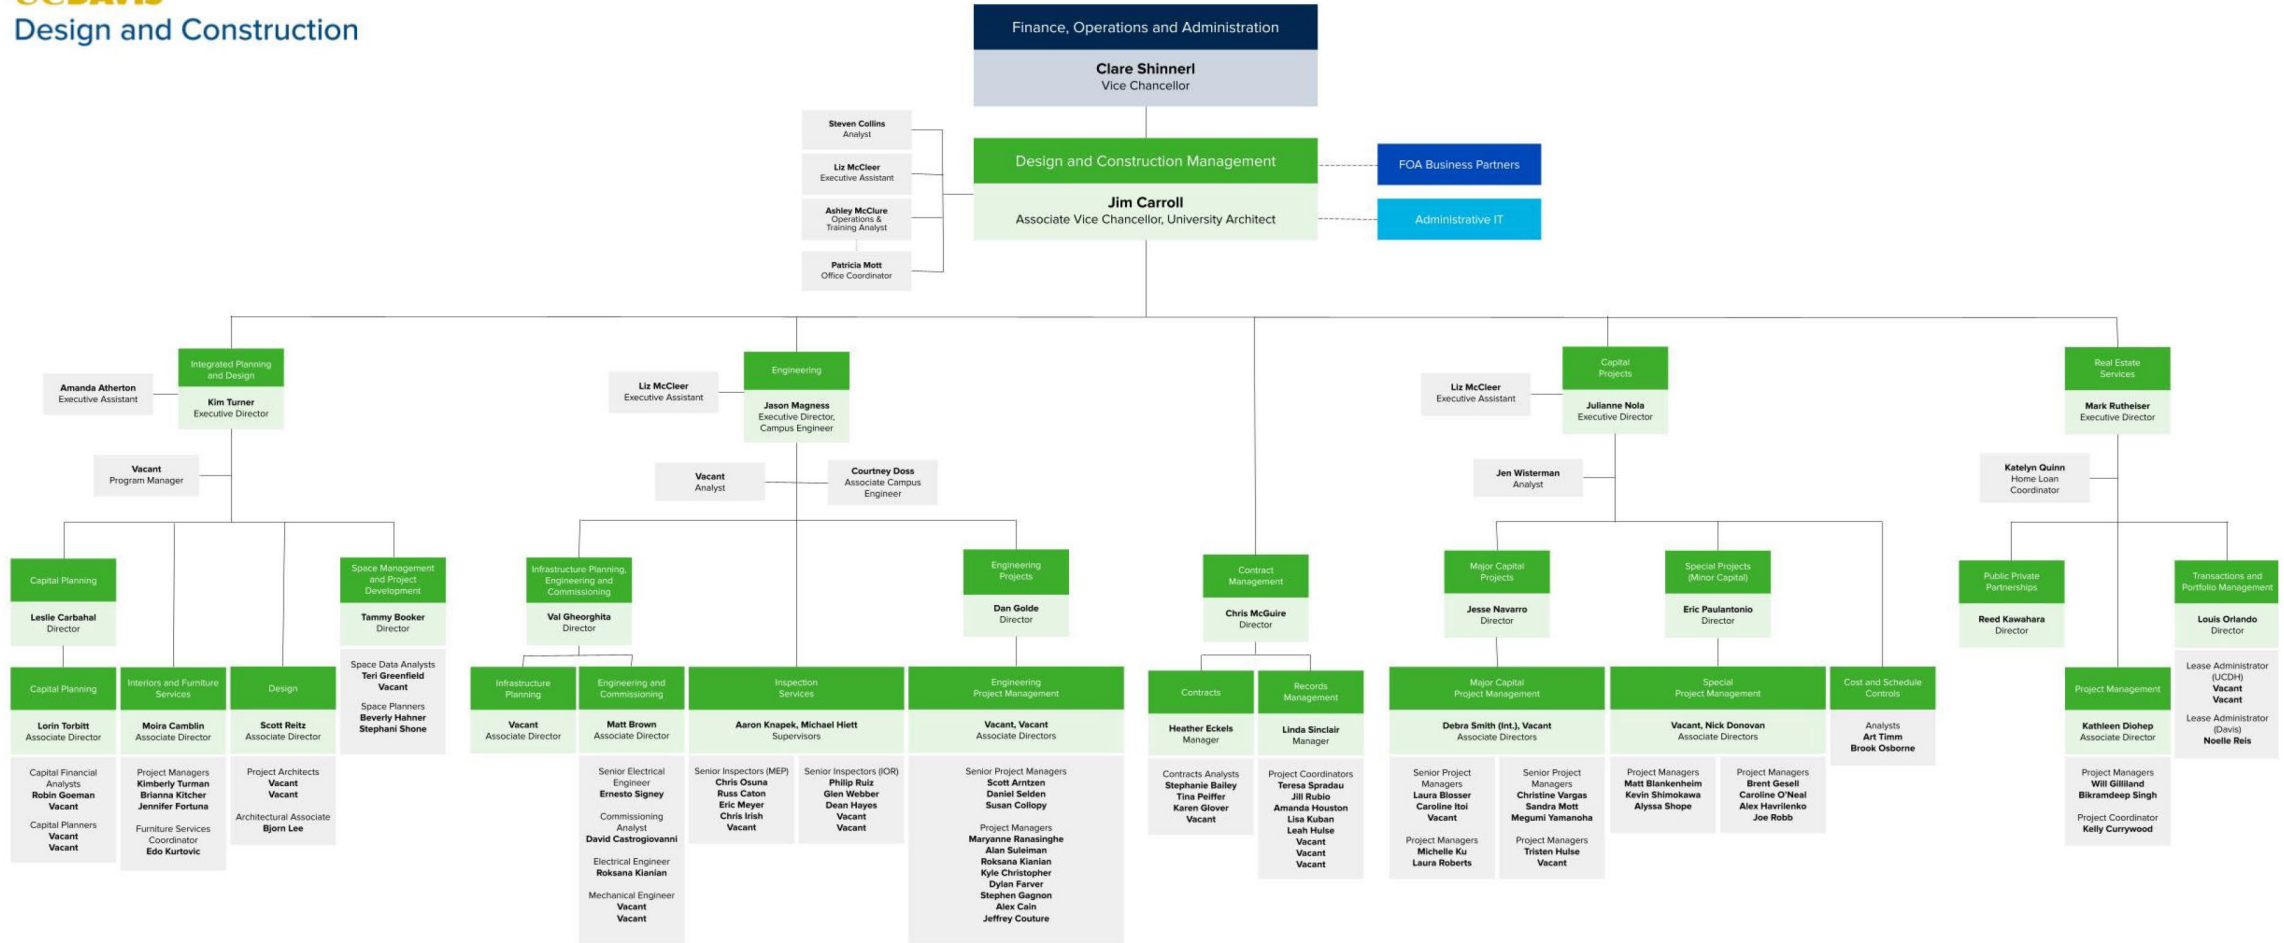 UCDAVIS
Design and Construction
Finance, Operations and Administration
Clare Shinnerl
Vice Chancellor
Steven Collins
Analyst
Liz McCleer
Executive Assistant
Ashley McClure
Operations &
Training Analyst
Patricia Mott
Office Coordinator
Design and Construction Management
Jim Carroll
Associate Vice Chancellor, University Architect
FOA Business Partners
Administrative IT
Integrated Planning
and Design
Kim Turner
Executive Director
Amanda Atherton
Executive Assistant
Vacant
Program Manager
Capital Planning
Leslie Carbahal
Director
Capital Planning
Lorin Torbitt
Associate Director
Capital Financial
Analysts
Robin Goeman
Vacant
Capital Planners
Vacant
Vacant
Interiors and Furniture
Services
Moira Camblin
Associate Director
Project Managers
Kimberly Turman
Brianna Kitcher
Jennifer Fortuna
Furniture Services
Coordinator
Edo Kurtovic
Design
Scott Reitz
Associate Director
Project Architects
Vacant
Vacant
Architectural Associate
Bjorn Lee
Space Management
and Project
Development
Tammy Booker
Director
Space Data Analysts
Teri Greenfield
Vacant
Space Planners
Beverly Hahner
Stephani Shone
Engineering
Jason Magness
Executive Director,
Campus Engineer
Liz McCleer
Executive Assistant
Vacant
Analyst
Courtney Doss
Associate Campus
Engineer
Infrastructure Planning,
Engineering and
Commissioning
Val Gheorghita
Director
Infrastructure
Planning
Vacant
Associate Director
Engineering and
Commissioning
Matt Brown
Associate Director
Senior Electrical
Engineer
Ernesto Signey
Commissioning
Analyst
David Castrogiovanni
Electrical Engineer
Roksana Kianian
Mechanical Engineer
Vacant
Vacant
Inspection
Services
Aaron Knapek, Michael Hiett
Supervisors
Senior Inspectors (MEP)
Chris Osuna
Russ Caton
Eric Meyer
Chris Irish
Vacant
Senior Inspectors (IOR)
Philip Ruiz
Glen Webber
Dean Hayes
Vacant
Vacant
Engineering
Projects
Dan Golde
Director
Engineering
Project Management
Vacant, Vacant
Associate Directors
Senior Project Managers
Scott Arntzen
Daniel Selden
Susan Collopy
Project Managers
Maryanne Ranasinghe
Alan Suleiman
Roksana Kianian
Kyle Christopher
Dylan Farver
Stephen Gagnon
Alex Cain
Jeffrey Couture
Contract
Management
Chris McGuire
Director
Contracts
Heather Eckels
Manager
Contracts Analysts
Stephanie Bailey
Tina Peiffer
Karen Glover
Vacant
Records
Management
Linda Sinclair
Manager
Project Coordinators
Teresa Spradau
Jill Rubio
Amanda Houston
Lisa Kuban
Leah Hulse
Vacant
Vacant
Vacant
Capital
Projects
Julianne Nola
Executive Director
Liz McCleer
Executive Assistant
Jen Wisterman
Analyst
Major Capital
Projects
Jesse Navarro
Director
Major Capital
Project Management
Debra Smith (Int.), Vacant
Associate Directors
Senior Project
Managers
Laura Blosser
Caroline Itoi
Vacant
Project Managers
Michelle Ku
Laura Roberts
Senior Project
Managers
Christine Vargas
Sandra Mott
Megumi Yamanoha
Project Managers
Tristen Hulse
Vacant
Special Projects
(Minor Capital)
Eric Paulantonio
Director
Special
Project Management
Vacant, Nick Donovan
Associate Directors
Project Managers
Matt Blankenheim
Kevin Shimokawa
Alyssa Shope
Project Managers
Brent Gesell
Caroline O'Neal
Alex Havrilenko
Joe Robb
Cost and Schedule
Controls
Analysts
Art Timm
Brook Osborne
Real Estate
Services
Mark Rutheiser
Executive Director
Katelyn Quinn
Home Loan
Coordinator
Public Private
Partnerships
Reed Kawahara
Director
Project Management
Kathleen Diohep
Associate Director
Project Managers
Will Gilliland
Bikramdeep Singh
Project Coordinator
Kelly Currywood
Transactions and
Portfolio Management
Louis Orlando
Director
Lease Administrator
(UCDH)
Vacant
Vacant
Lease Administrator
(Davis)
Noelle Reis